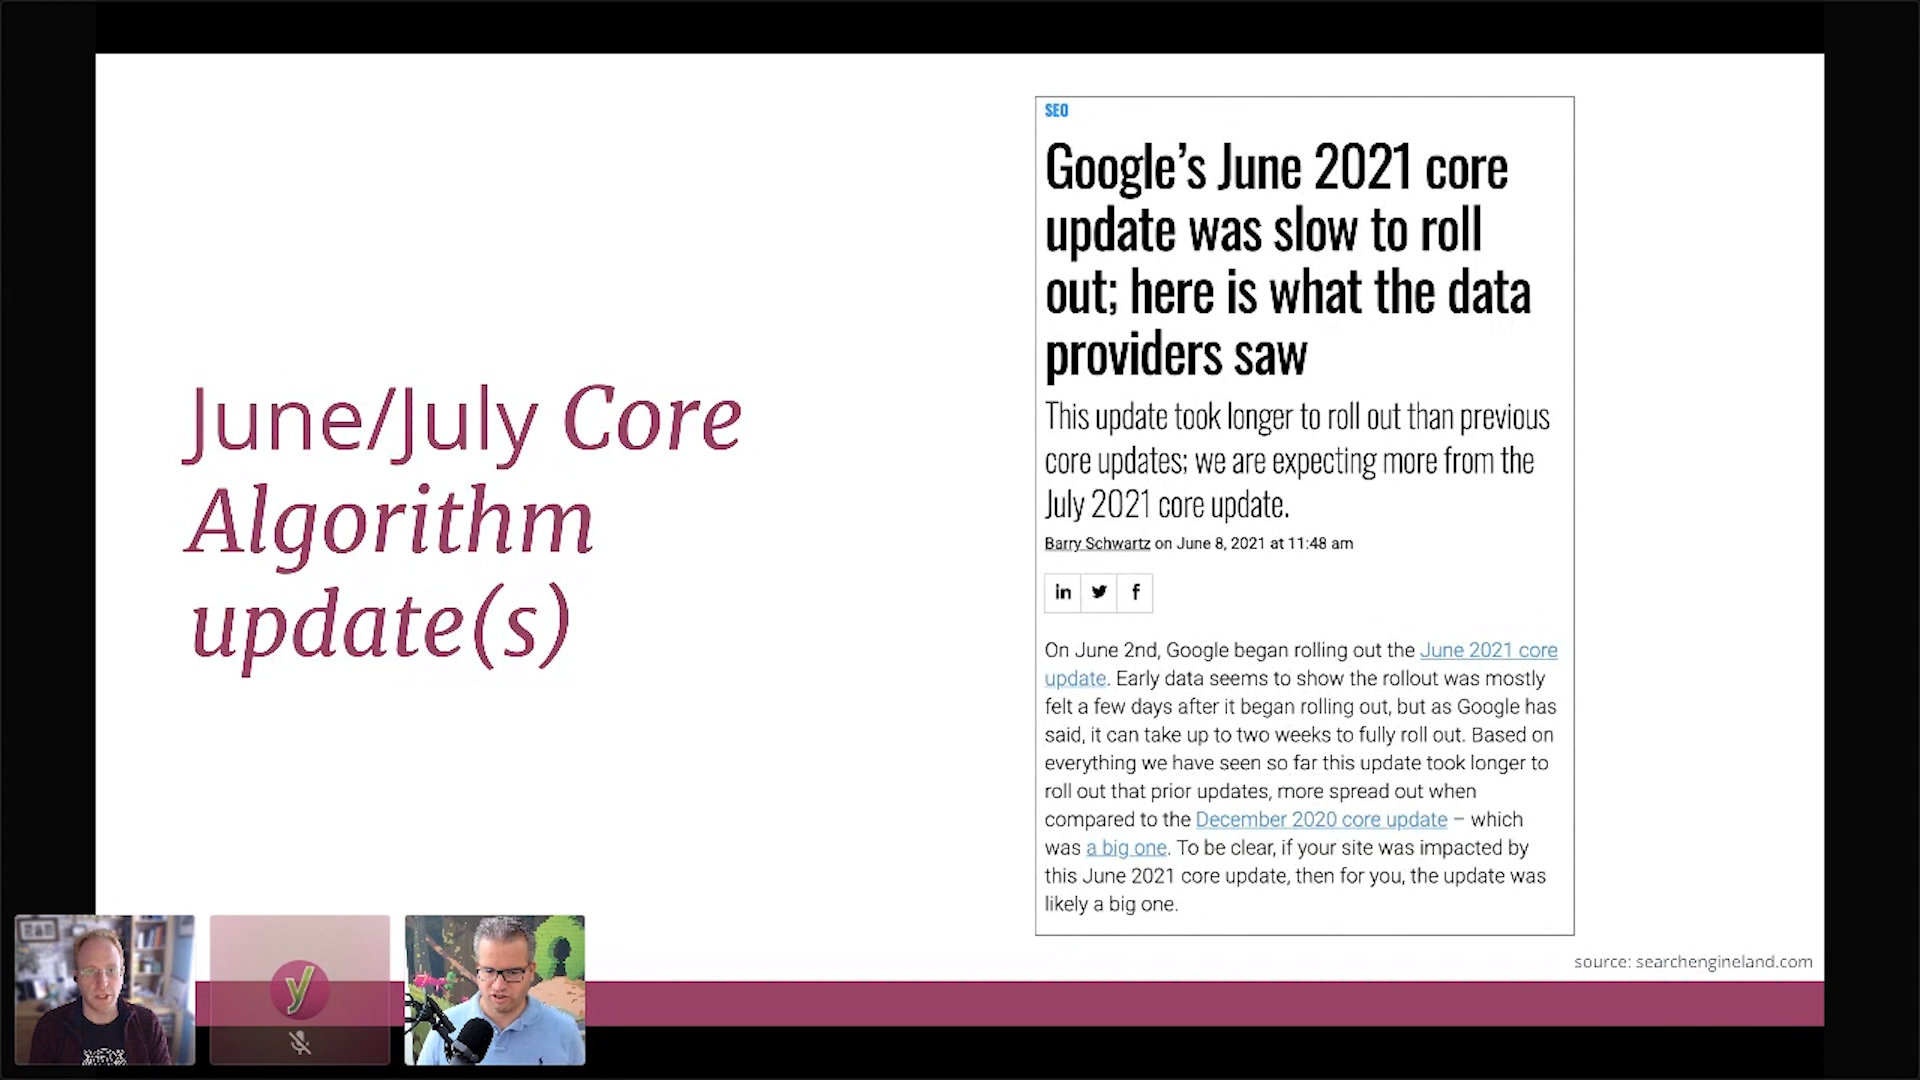 June/July Core
Algorithm
update(s)
SEO
Google’s June 2021 core
update was slow to roll
out; here is what the data
providers saw
This update took longer to roll out than previous
core updates; we are expecting more from the
July 2021 core update.
Barry Schwartz on June 8, 2021 at 11:48 am
in f
On June 2nd, Google began rolling out the June 2021 core
update. Early data seems to show the rollout was mostly
felt a few days after it began rolling out, but as Google has
said, it can take up to two weeks to fully roll out. Based on
everything we have seen so far this update took longer to
roll out that prior updates, more spread out when
compared to the December 2020 core update – which
was a big one. To be clear, if your site was impacted by
this June 2021 core update, then for you, the update was
likely a big one.
source: searchengineland.com
y